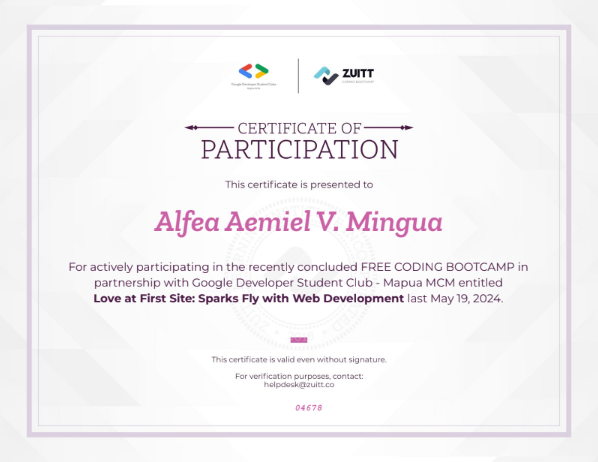 Google Developer Student Clubs
ZUITT
CODING BOOTCAMP
CERTIFICATE OF
PARTICIPATION
This certificate is presented to
Alfea Aemiel V. Mingua
For actively participating in the recently concluded FREE CODING BOOTCAMP in
partnership with Google Developer Student Club - Mapua MCM entitled
Love at First Site: Sparks Fly with Web Development last May 19, 2024.
This certificate is valid even without signature.
For verification purposes, contact:
helpdesk@zuitt.co
04678